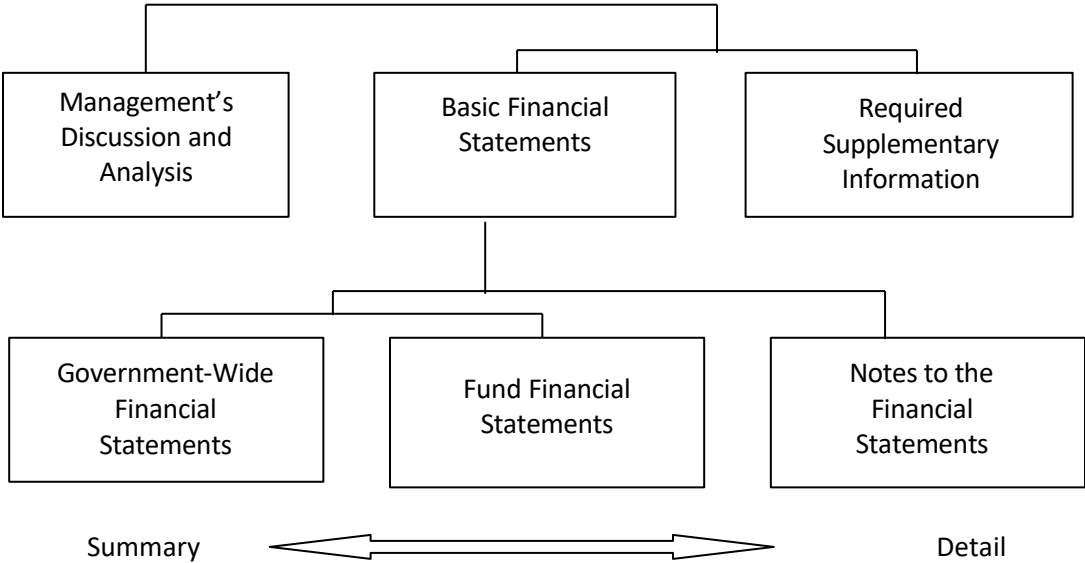 Management’s
Discussion and
Analysis
Basic Financial
Statements
Required
Supplementary
Information
Government-Wide
Financial
Statements
Fund Financial
Statements
Notes to the
Financial
Statements
Summary
Detail